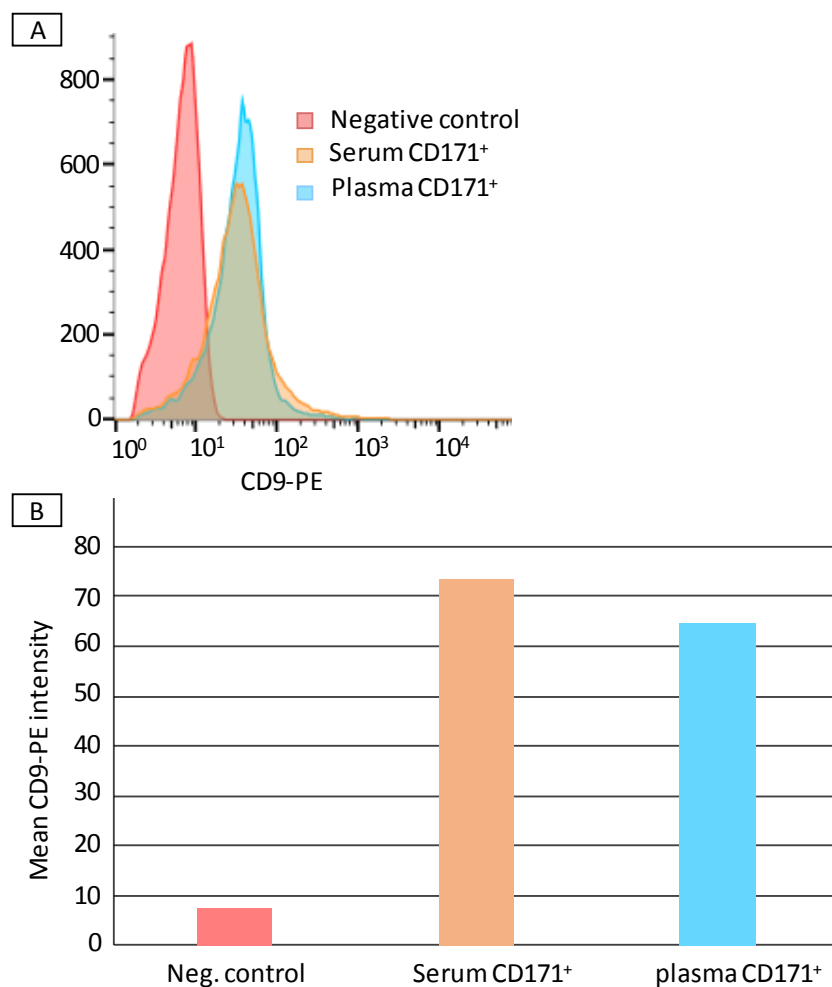 A
800
600
400
200
0
Negative control
Serum CD171⁺
Plasma CD171⁺
10⁰ 10¹ 10² 10³ 10⁴
CD9-PE
B
80
70
60
50
40
30
20
10
0
Mean CD9-PE intensity
Neg. control Serum CD171⁺ plasma CD171⁺